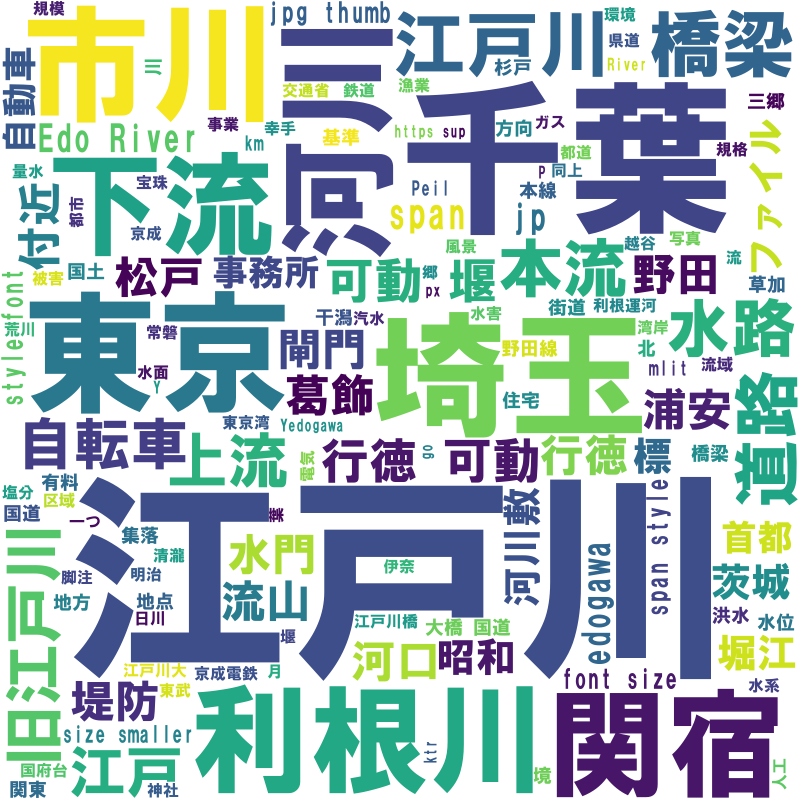 規模
jpg thumb
江戸川
環境
橋梁
市川
川
河川
県道
杉戸
River
自動車
交通省
鉄道
漁業
三郷
千葉
Edo River
事業
幸手
基準
https
sup
方向
ガス
km
都道
規格
ファイル
量水
宝珠
下流
Peil
P
同上
付近
都市
span
本線
jp
京成
風景
越谷
写真
被害
国土
松戸
事務所
可動
郷
px
堰
本流
野田
流
草加
style font
街道
利根運河
荒川
常磐
干潟
汽水
水害
湾岸
水路
東京
閘門
埼玉
野田線
北
mlit
流域
水面
Y
葛飾
住宅
浦安
道路
東京湾
Yedogawa
自転車
上流
電気
行徳
go
可動
行徳
標
橋梁
塩分
有料
区域
国道
一つ
葉
河川敷
span style
首都
江戸川
集落
清瀧
水門
旧江戸川
脚注
明治
伊奈
edogawa
茨城
地方
地点
日川
流山
江戸川橋
洪水
水位
堰
大橋
国道
堀江
江戸川大
東武
京成電鉄
月
河口
昭和
font size
水系
堤防
利根川
関宿
size smaller
ktr
国府台
江戸
境
人工
関東
神社